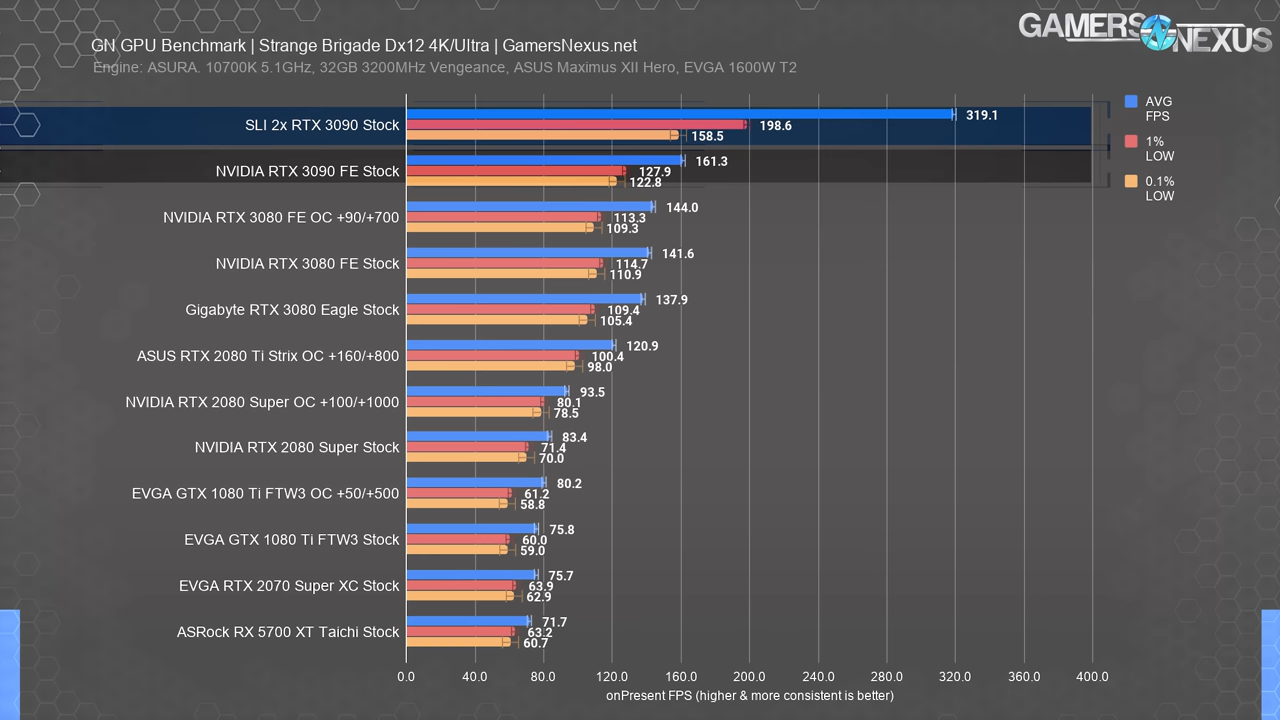 GAMERS NEXUS
GN GPU Benchmark | Strange Brigade Dx12 4K/Ultra | GamersNexus.net
Engine: ASURA. 10700K 5.1GHz, 32GB 3200MHz Vengeance, ASUS Maximus XII Hero, EVGA 1600W T2
AVG
FPS
1%
LOW
0.1%
LOW
SLI 2x RTX 3090 Stock
319.1
198.6
158.5
NVIDIA RTX 3090 FE Stock
161.3
127.9
122.8
NVIDIA RTX 3080 FE OC +90/+700
144.0
113.3
109.3
NVIDIA RTX 3080 FE Stock
141.6
114.7
110.9
Gigabyte RTX 3080 Eagle Stock
137.9
109.4
105.4
ASUS RTX 2080 Ti Strix OC +160/+800
120.9
100.4
98.0
NVIDIA RTX 2080 Super OC +100/+1000
93.5
80.1
78.5
NVIDIA RTX 2080 Super Stock
83.4
71.4
70.0
EVGA GTX 1080 Ti FTW3 OC +50/+500
80.2
61.2
58.8
EVGA GTX 1080 Ti FTW3 Stock
75.8
60.0
59.0
EVGA RTX 2070 Super XC Stock
75.7
63.9
62.9
ASRock RX 5700 XT Taichi Stock
71.7
63.2
60.7
0.0 40.0 80.0 120.0 160.0 200.0 240.0 280.0 320.0 360.0 400.0
onPresent FPS (higher & more consistent is better)